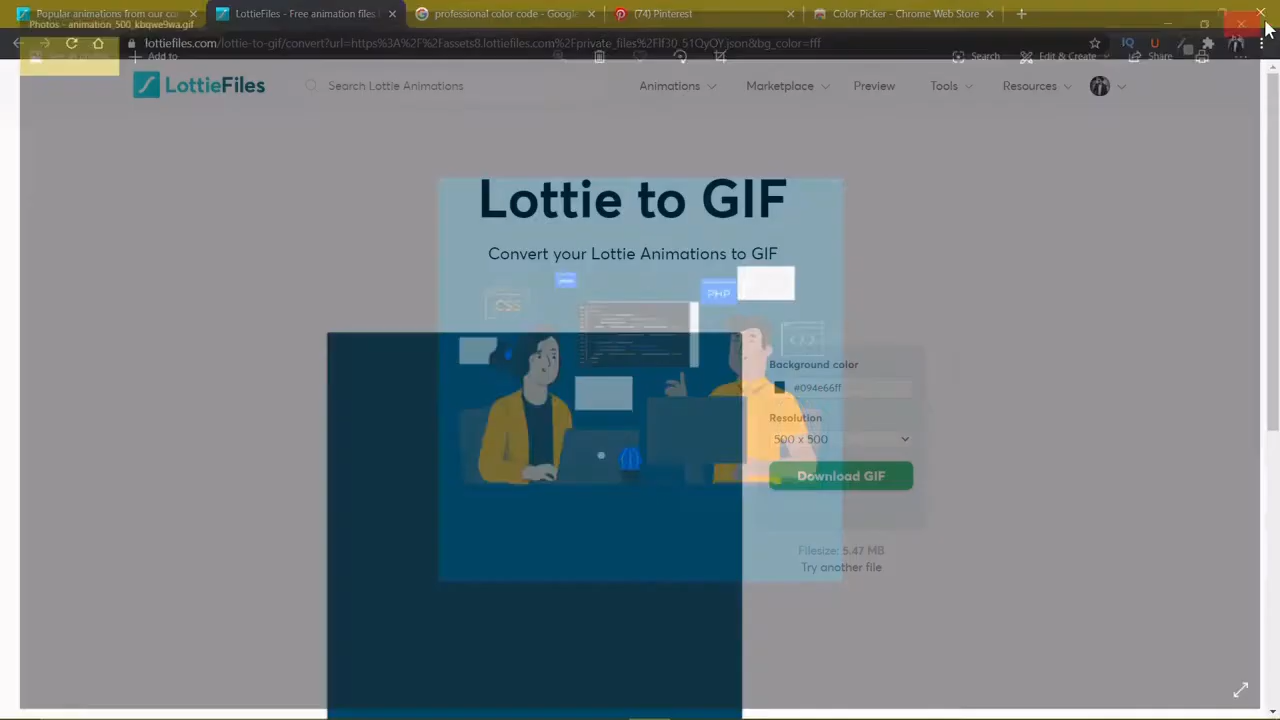 Popular animations from our co
LottieFiles - Free animation files
professional color code - Google
(74) Pinterest
Color Picker - Chrome Web Store
Photos - animation_500_kbqwe9wa.gif
lottiefiles.com/lottie-to-gif/convert?url=https%3A%2F%2Fassets8.lottiefiles.com%2Fprivate_files%2Flf30_51QyOY.json&bg_color=fff
Add to
Search
Edit & Create
Share
LottieFiles
Search Lottie Animations
Animations
Marketplace
Preview
Tools
Resources
Lottie to GIF
Convert your Lottie Animations to GIF
PHP
CSS
</>
Background color
#094e66ff
Resolution
500 x 500
Download GIF
Filesize: 5.47 MB
Try another file